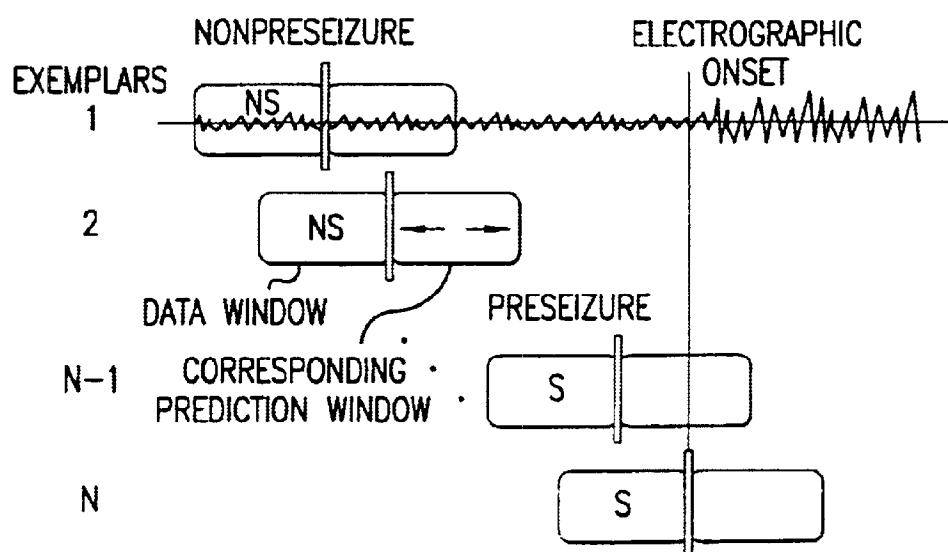 NONPRESEIZURE
ELECTROGRAPHIC
ONSET
EXEMPLARS
1
NS
2
NS
DATA WINDOW
CORRESPONDING
PREDICTION WINDOW
PRESEIZURE
N-1
S
N
S